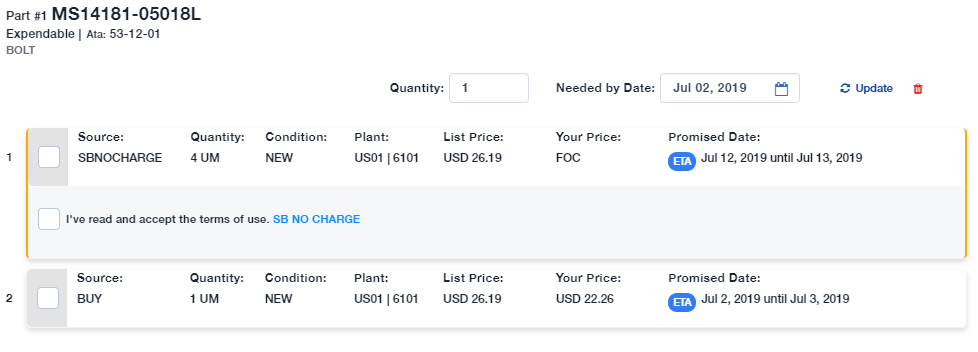 Part #1 MS14181-05018L
Expendable | Ata: 53-12-01
BOLT
Quantity: 1 Needed by Date: Jul 02, 2019 Update
Source: Quantity: Condition: Plant: List Price: Your Price: Promised Date:
1 SBNOCHARGE 4 UM NEW US01 | 6101 USD 26.19 FOC ETA Jul 12, 2019 until Jul 13, 2019
I've read and accept the terms of use. SB NO CHARGE
Source: Quantity: Condition: Plant: List Price: Your Price: Promised Date:
2 BUY 1 UM NEW US01 | 6101 USD 26.19 USD 22.26 ETA Jul 2, 2019 until Jul 3, 2019